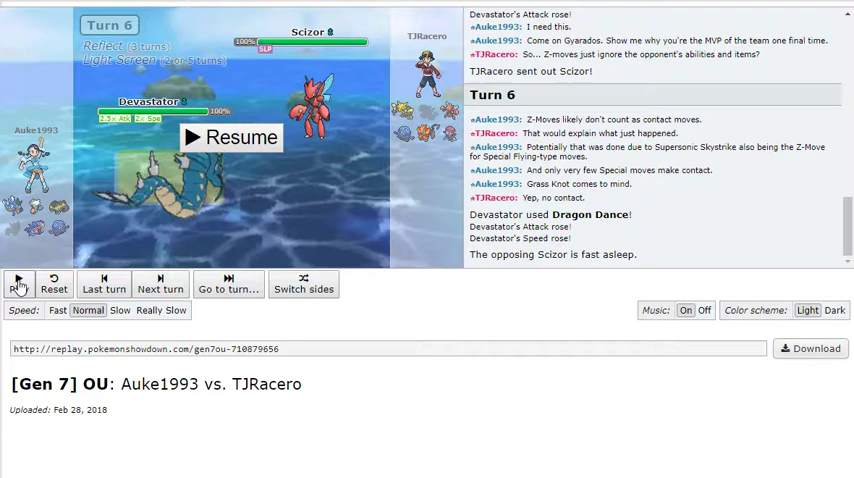 Turn 6
Reflect (3 turns)
Light Screen (2 or 5 turns)
Scizor
100%
SLP
Devastator
100%
2.5× Atk 2× Spe
Resume
Auke1993
TJRacero
Devastator's Attack rose!
☆Auke1993: I need this.
☆Auke1993: Come on Gyarados. Show me why you're the MVP of the team one final time.
☆TJRacero: So... Z-moves just ignore the opponent's abilities and items?
TJRacero sent out Scizor!
Turn 6
☆Auke1993: Z-Moves likely don't count as contact moves.
☆TJRacero: That would explain what just happened.
☆Auke1993: Potentially that was done due to Supersonic Skystrike also being the Z-Move
for Special Flying-type moves.
☆Auke1993: And only very few Special moves make contact.
☆Auke1993: Grass Knot comes to mind.
☆TJRacero: Yep, no contact.
Devastator used Dragon Dance!
Devastator's Attack rose!
Devastator's Speed rose!
The opposing Scizor is fast asleep.
Reset
Last turn
Next turn
Go to turn...
Switch sides
Speed: Fast Normal Slow Really Slow
Music: On Off
Color scheme: Light Dark
http://replay.pokemonshowdown.com/gen7ou-710879656
Download
[Gen 7] OU: Auke1993 vs. TJRacero
Uploaded: Feb 28, 2018